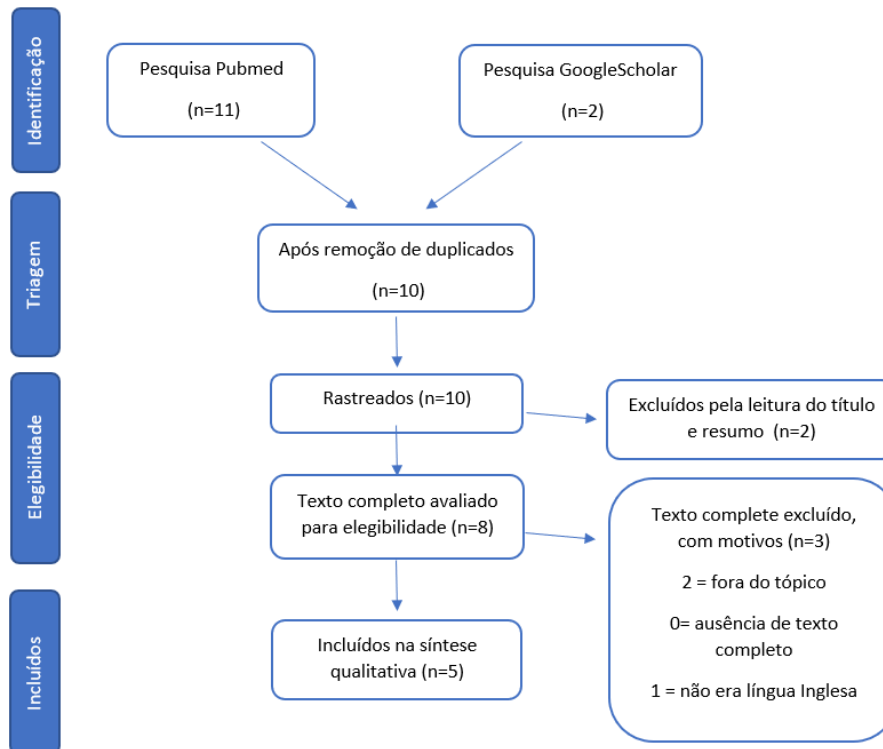 Identificação
Pesquisa Pubmed
(n=11)
Pesquisa GoogleScholar
(n=2)
Triagem
Após remoção de duplicados
(n=10)
Elegibilidade
Rastreados (n=10)
Excluídos pela leitura do título
e resumo (n=2)
Texto completo avaliado
para elegibilidade (n=8)
Texto complete excluído,
com motivos (n=3)
2 = fora do tópico
0= ausência de texto
completo
1 = não era língua Inglesa
Incluídos
Incluídos na síntese
qualitativa (n=5)